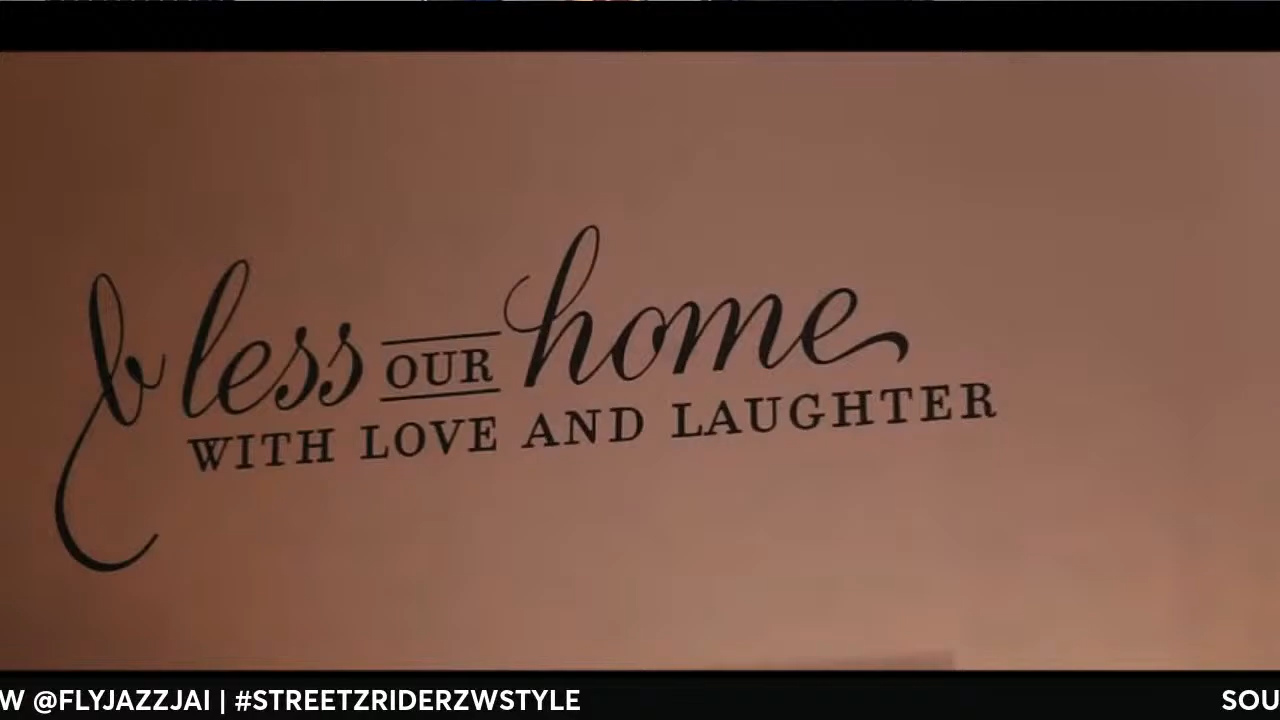 bless OUR home
WITH LOVE AND LAUGHTER
W @FLYJAZZJAI | #STREETZRIDERZWSTYLE
SOU